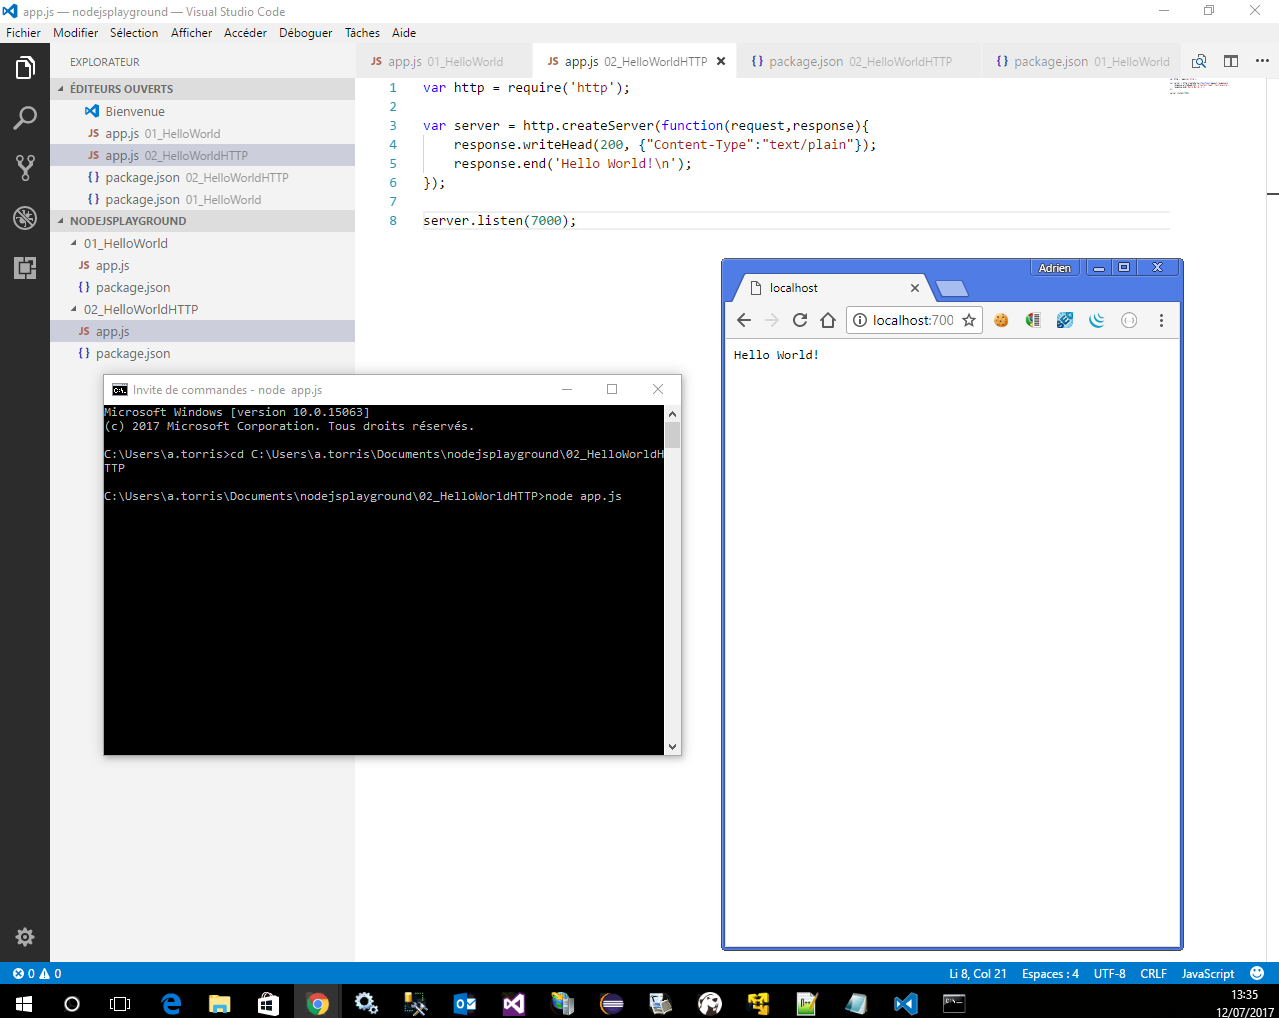 app.js — nodejsplayground — Visual Studio Code
Fichier Modifier Sélection Afficher Accéder Déboguer Tâches Aide
EXPLORATEUR
ÉDITEURS OUVERTS
Bienvenue
JS app.js 01_HelloWorld
JS app.js 02_HelloWorldHTTP
{} package.json 02_HelloWorldHTTP
{} package.json 01_HelloWorld
NODEJSPLAYGROUND
01_HelloWorld
JS app.js
{} package.json
02_HelloWorldHTTP
JS app.js
{} package.json
JS app.js 01_HelloWorld
JS app.js 02_HelloWorldHTTP
{} package.json 02_HelloWorldHTTP
{} package.json 01_HelloWorld
1 var http = require('http');
2
3 var server = http.createServer(function(request,response){
4 response.writeHead(200, {"Content-Type":"text/plain"});
5 response.end('Hello World!\n');
6 });
7
8 server.listen(7000);
Invite de commandes - node app.js
Microsoft Windows [version 10.0.15063]
(c) 2017 Microsoft Corporation. Tous droits réservés.
C:\Users\a.torris>cd C:\Users\a.torris\Documents\nodejsplayground\02_HelloWorldH
TTP
C:\Users\a.torris\Documents\nodejsplayground\02_HelloWorldHTTP>node app.js
Adrien
localhost
localhost:700
Hello World!
0 0
Li 8, Col 21 Espaces : 4 UTF-8 CRLF JavaScript
13:35
12/07/2017